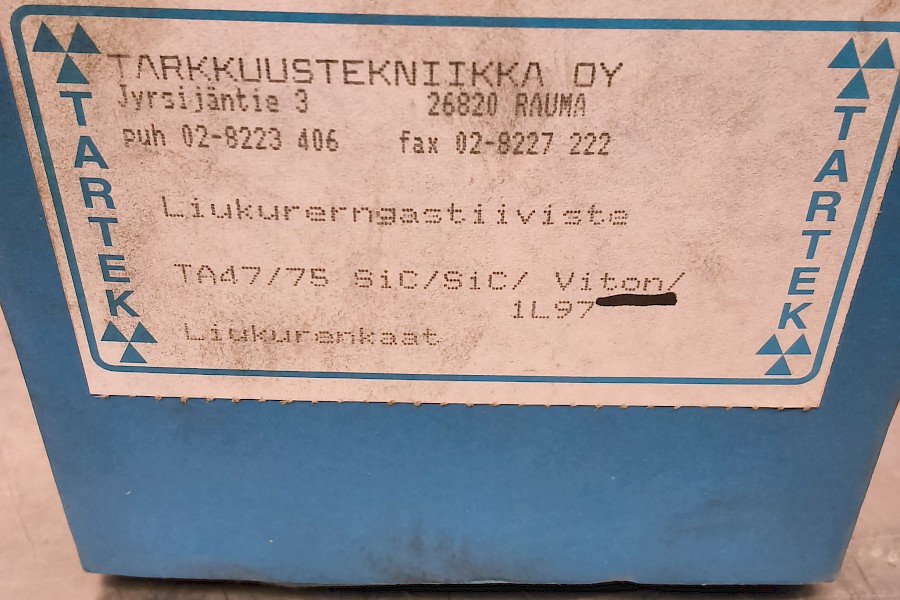 TARKKUUSTEKNIIKKA OY
Jyrsijäntie 3 26820 RAUMA
puh 02-8223 406 fax 02-8227 222
Liukurerngastiiviste
TA47/75 SiC/SiC/ Viton/
1L97
Liukurenkaat
TARTEK
TARTEK